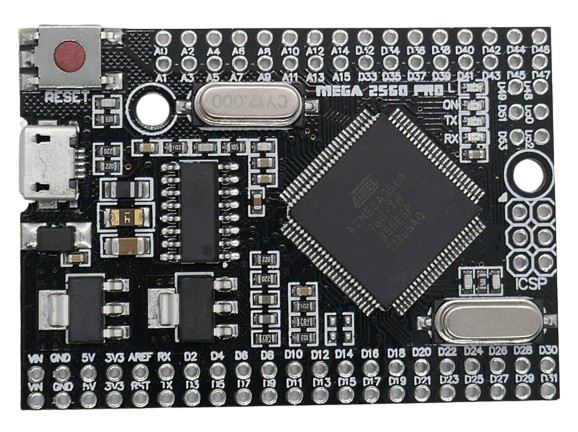 A0 A2 A4 A6 A8 A10 A12 A14 D32 D34 D36 D38 D40 D42 D44 D46
A1 A3 A5 A7 A9 A11 A13 A15 D33 D35 D37 D39 D41 D43 D45 D47
RESET
CY12.000
MEGA 2560 PRO
L
ON
TX
RX
ATMEL
ATMEGA2560
ICSP
VIN GND 5V 3V3 AREF RX D2 D4 D6 D8 D10 D12 D14 D16 D18 D20 D22 D24 D26 D28 D30
VIN GND 5V 3V3 RST TX D3 D5 D7 D9 D11 D13 D15 D17 D19 D21 D23 D25 D27 D29 D31